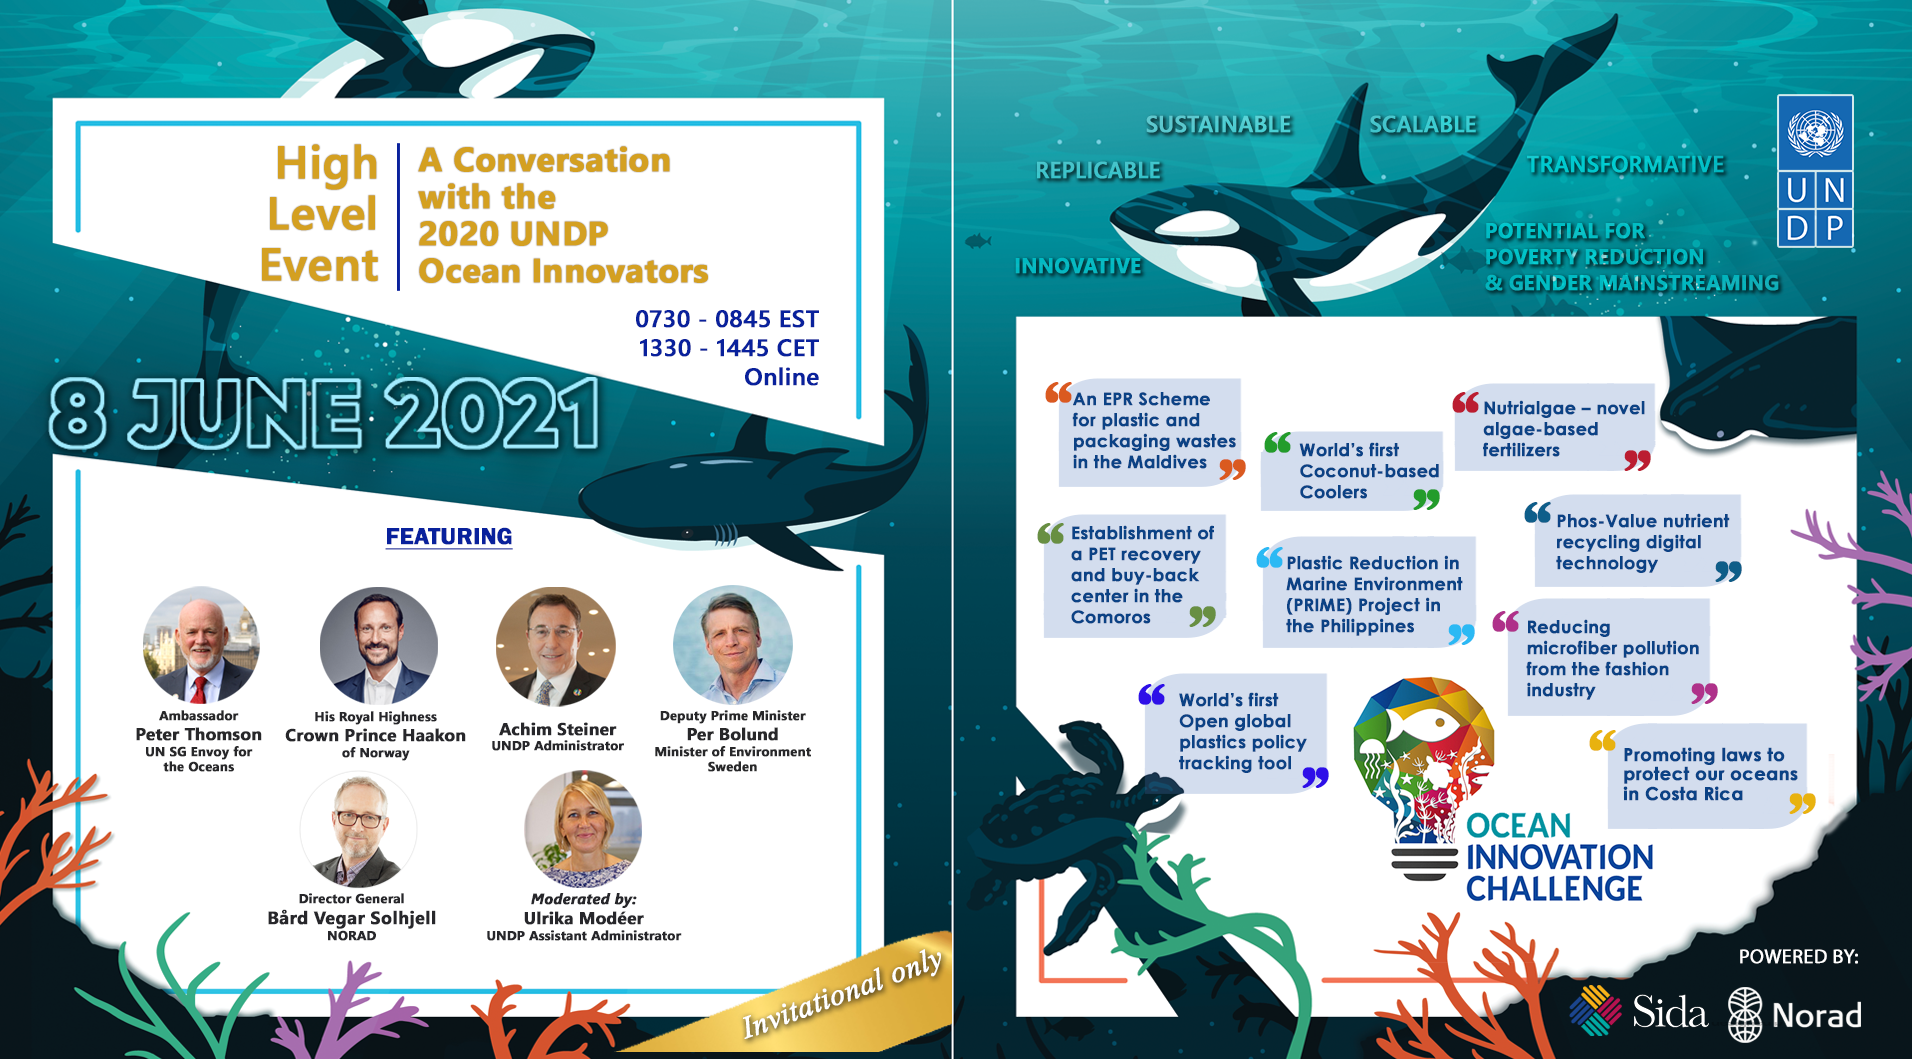 High
Level
Event
A Conversation
with the
2020 UNDP
Ocean Innovators
0730 - 0845 EST
1330 - 1445 CET
Online
8 JUNE 2021
FEATURING
Ambassador
Peter Thomson
UN SG Envoy for
the Oceans
His Royal Highness
Crown Prince Haakon
of Norway
Achim Steiner
UNDP Administrator
Deputy Prime Minister
Per Bolund
Minister of Environment
Sweden
Director General
Bård Vegar Solhjell
NORAD
Moderated by:
Ulrika Modéer
UNDP Assistant Administrator
Invitational only
SUSTAINABLE
SCALABLE
REPLICABLE
TRANSFORMATIVE
INNOVATIVE
POTENTIAL FOR
POVERTY REDUCTION
& GENDER MAINSTREAMING
U N
D P
“An EPR Scheme
for plastic and
packaging wastes
in the Maldives”
“World’s first
Coconut-based
Coolers”
“Nutrialgae – novel
algae-based
fertilizers”
“Establishment of
a PET recovery
and buy-back
center in the
Comoros”
“Plastic Reduction in
Marine Environment
(PRIME) Project in
the Philippines”
“Phos-Value nutrient
recycling digital
technology”
“Reducing
microfiber pollution
from the fashion
industry”
“World’s first
Open global
plastics policy
tracking tool”
“Promoting laws to
protect our oceans
in Costa Rica”
OCEAN
INNOVATION
CHALLENGE
POWERED BY:
Sida
Norad